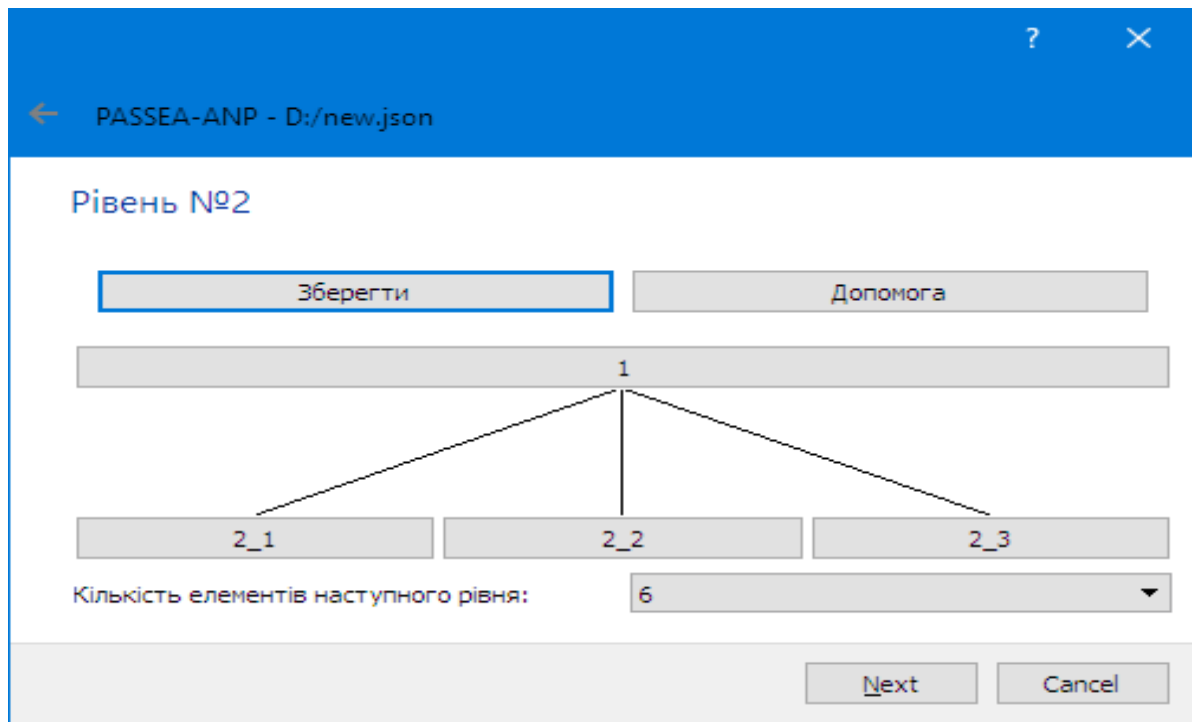 ?
PASSEA-ANP - D:/new.json
Рівень №2
Зберегти Допомога
1
2_1 2_2 2_3
Кількість елементів наступного рівня: 6
Next Cancel